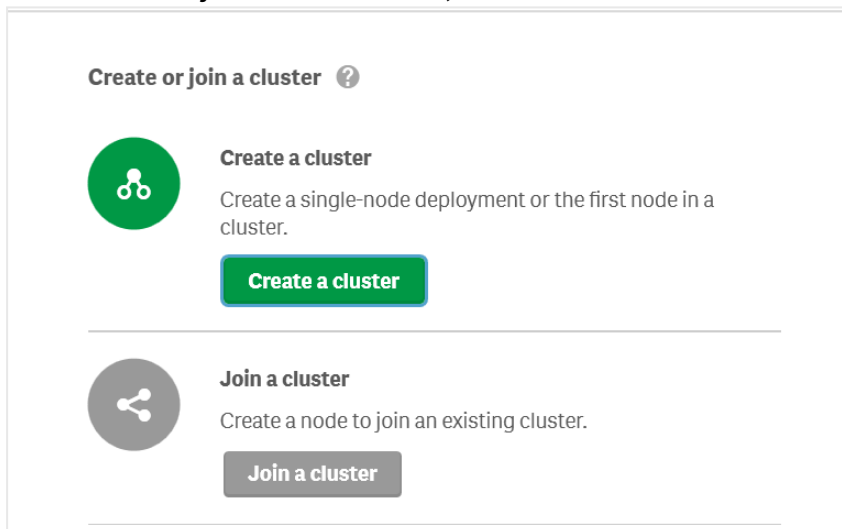 Create or join a cluster ?
Create a cluster
Create a single-node deployment or the first node in a
cluster.
Create a cluster
Join a cluster
Create a node to join an existing cluster.
Join a cluster